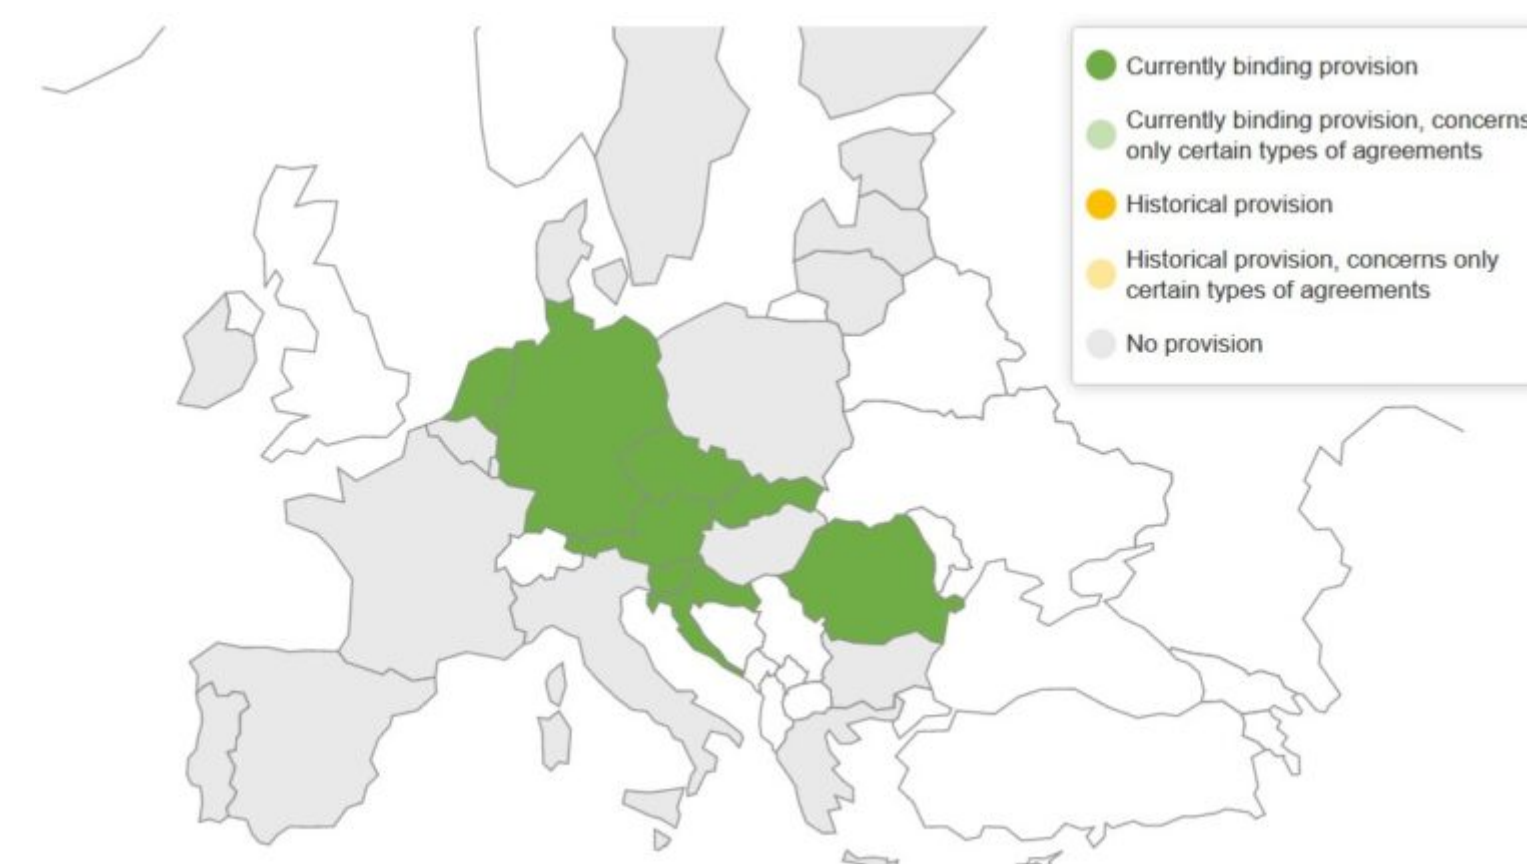 Currently binding provision
Currently binding provision, concerns
only certain types of agreements
Historical provision
Historical provision, concerns only
certain types of agreements
No provision